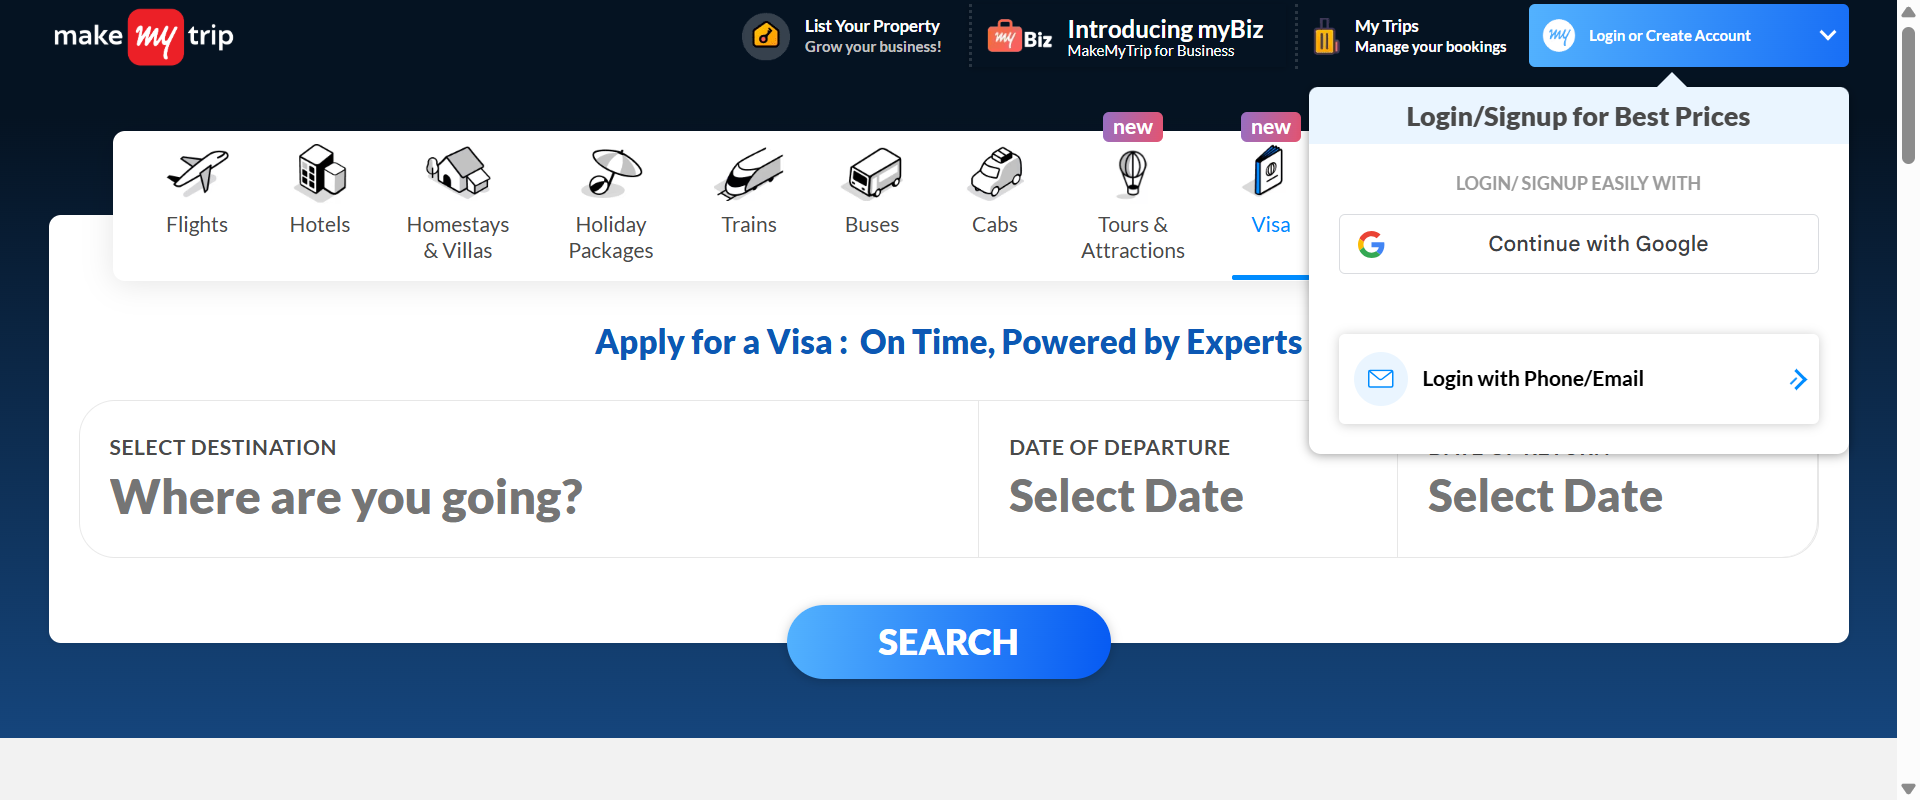 make my trip
List Your Property
Grow your business!
my Biz
Introducing myBiz
MakeMyTrip for Business
My Trips
Manage your bookings
my
Login or Create Account
Login/Signup for Best Prices
LOGIN/ SIGNUP EASILY WITH
Continue with Google
Login with Phone/Email
new
new
Flights
Hotels
Homestays
& Villas
Holiday
Packages
Trains
Buses
Cabs
Tours &
Attractions
Visa
Apply for a Visa : On Time, Powered by Experts
SELECT DESTINATION
Where are you going?
DATE OF DEPARTURE
Select Date
Select Date
SEARCH